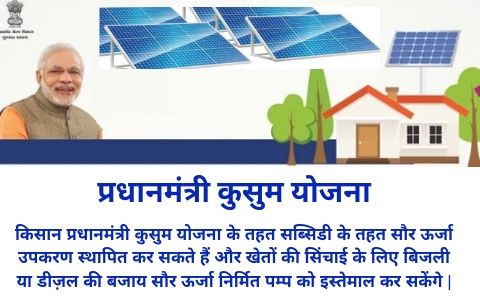 प्रधानमंत्री कुसुम योजना
किसान प्रधानमंत्री कुसुम योजना के तहत सब्सिडी के तहत सौर ऊर्जा
उपकरण स्थापित कर सकते हैं और खेतों की सिंचाई के लिए बिजली
या डीज़ल की बजाय सौर ऊर्जा निर्मित पम्प को इस्तेमाल कर सकेंगे |